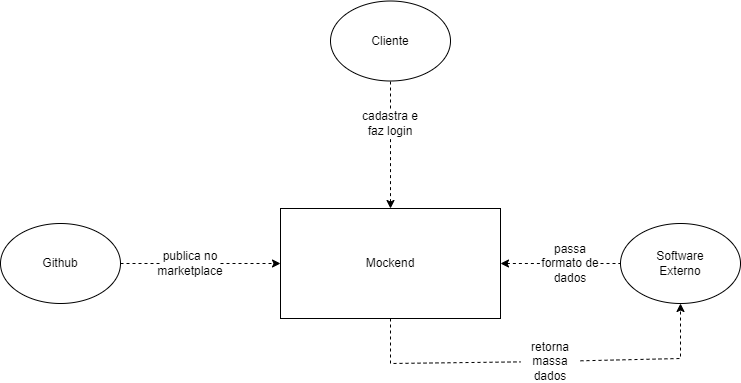 Cliente
cadastra e
faz login
Github
publica no
marketplace
Mockend
passa
formato de
dados
Software
Externo
retorna
massa
dados